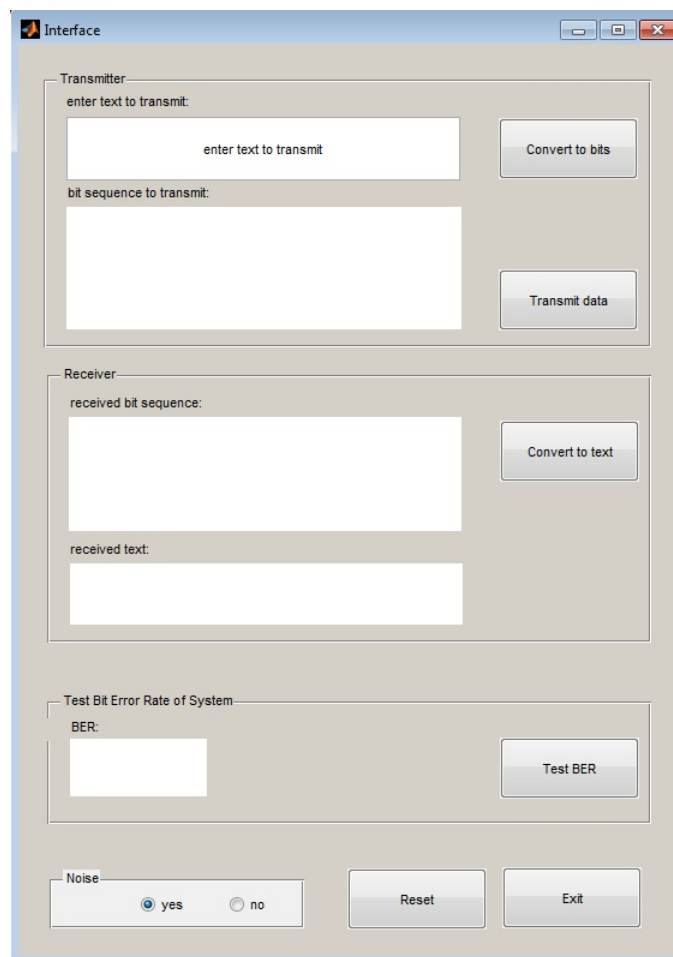 Interface
Transmitter
enter text to transmit:
enter text to transmit
Convert to bits
bit sequence to transmit:
Transmit data
Receiver
received bit sequence:
Convert to text
received text:
Test Bit Error Rate of System
BER:
Test BER
Noise
yes no
Reset
Exit